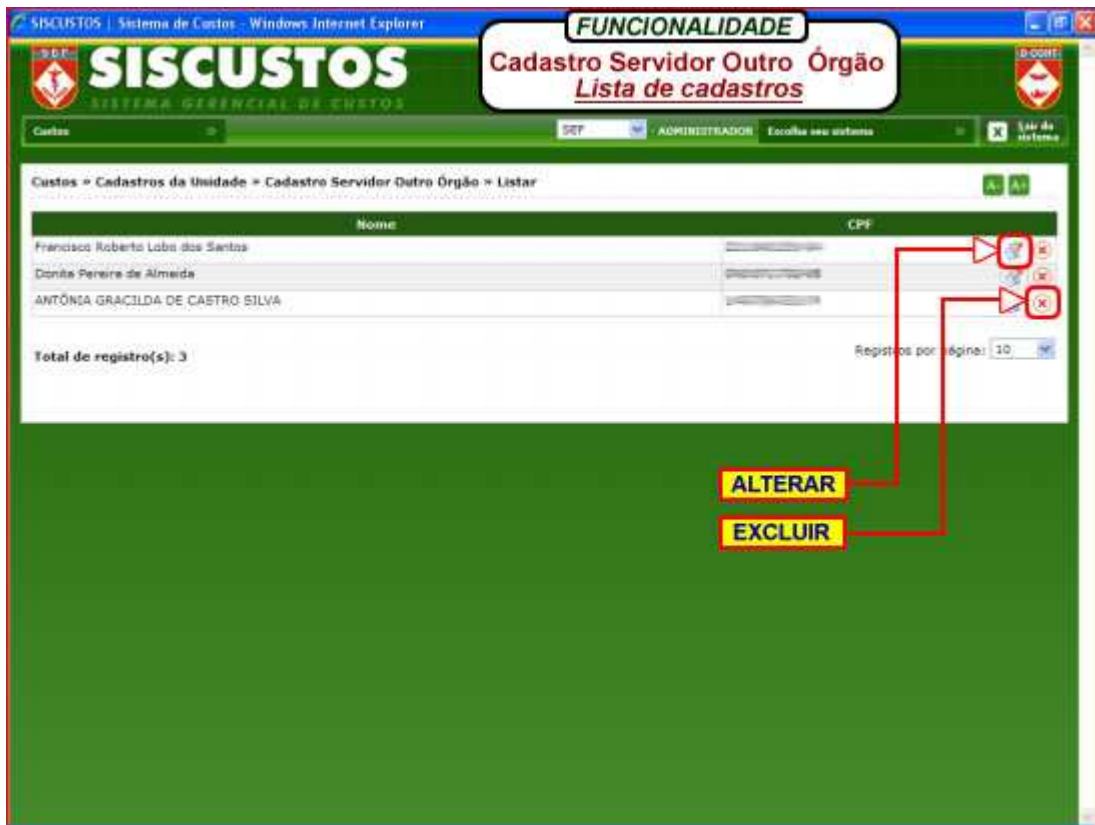 SISCUSTOS | Sistema de Custos - Windows Internet Explorer
FUNCIONALIDADE
Cadastro Servidor Outro Órgão
Lista de cadastros
S E F
SISCUSTOS
SISTEMA GERENCIAL DE CUSTOS
D-CONT
Custos
SEF
ADMINISTRADOR
Escolha seu sistema
X
Sair do sistema
Custos » Cadastros da Unidade » Cadastro Servidor Outro Órgão » Listar
A- A+
Nome CPF
Francisco Roberto Lobo dos Santos
Donita Pereira de Almeida
ANTÔNIA GRACILDA DE CASTRO SILVA
Total de registro(s): 3
Registros por página: 10
ALTERAR
EXCLUIR